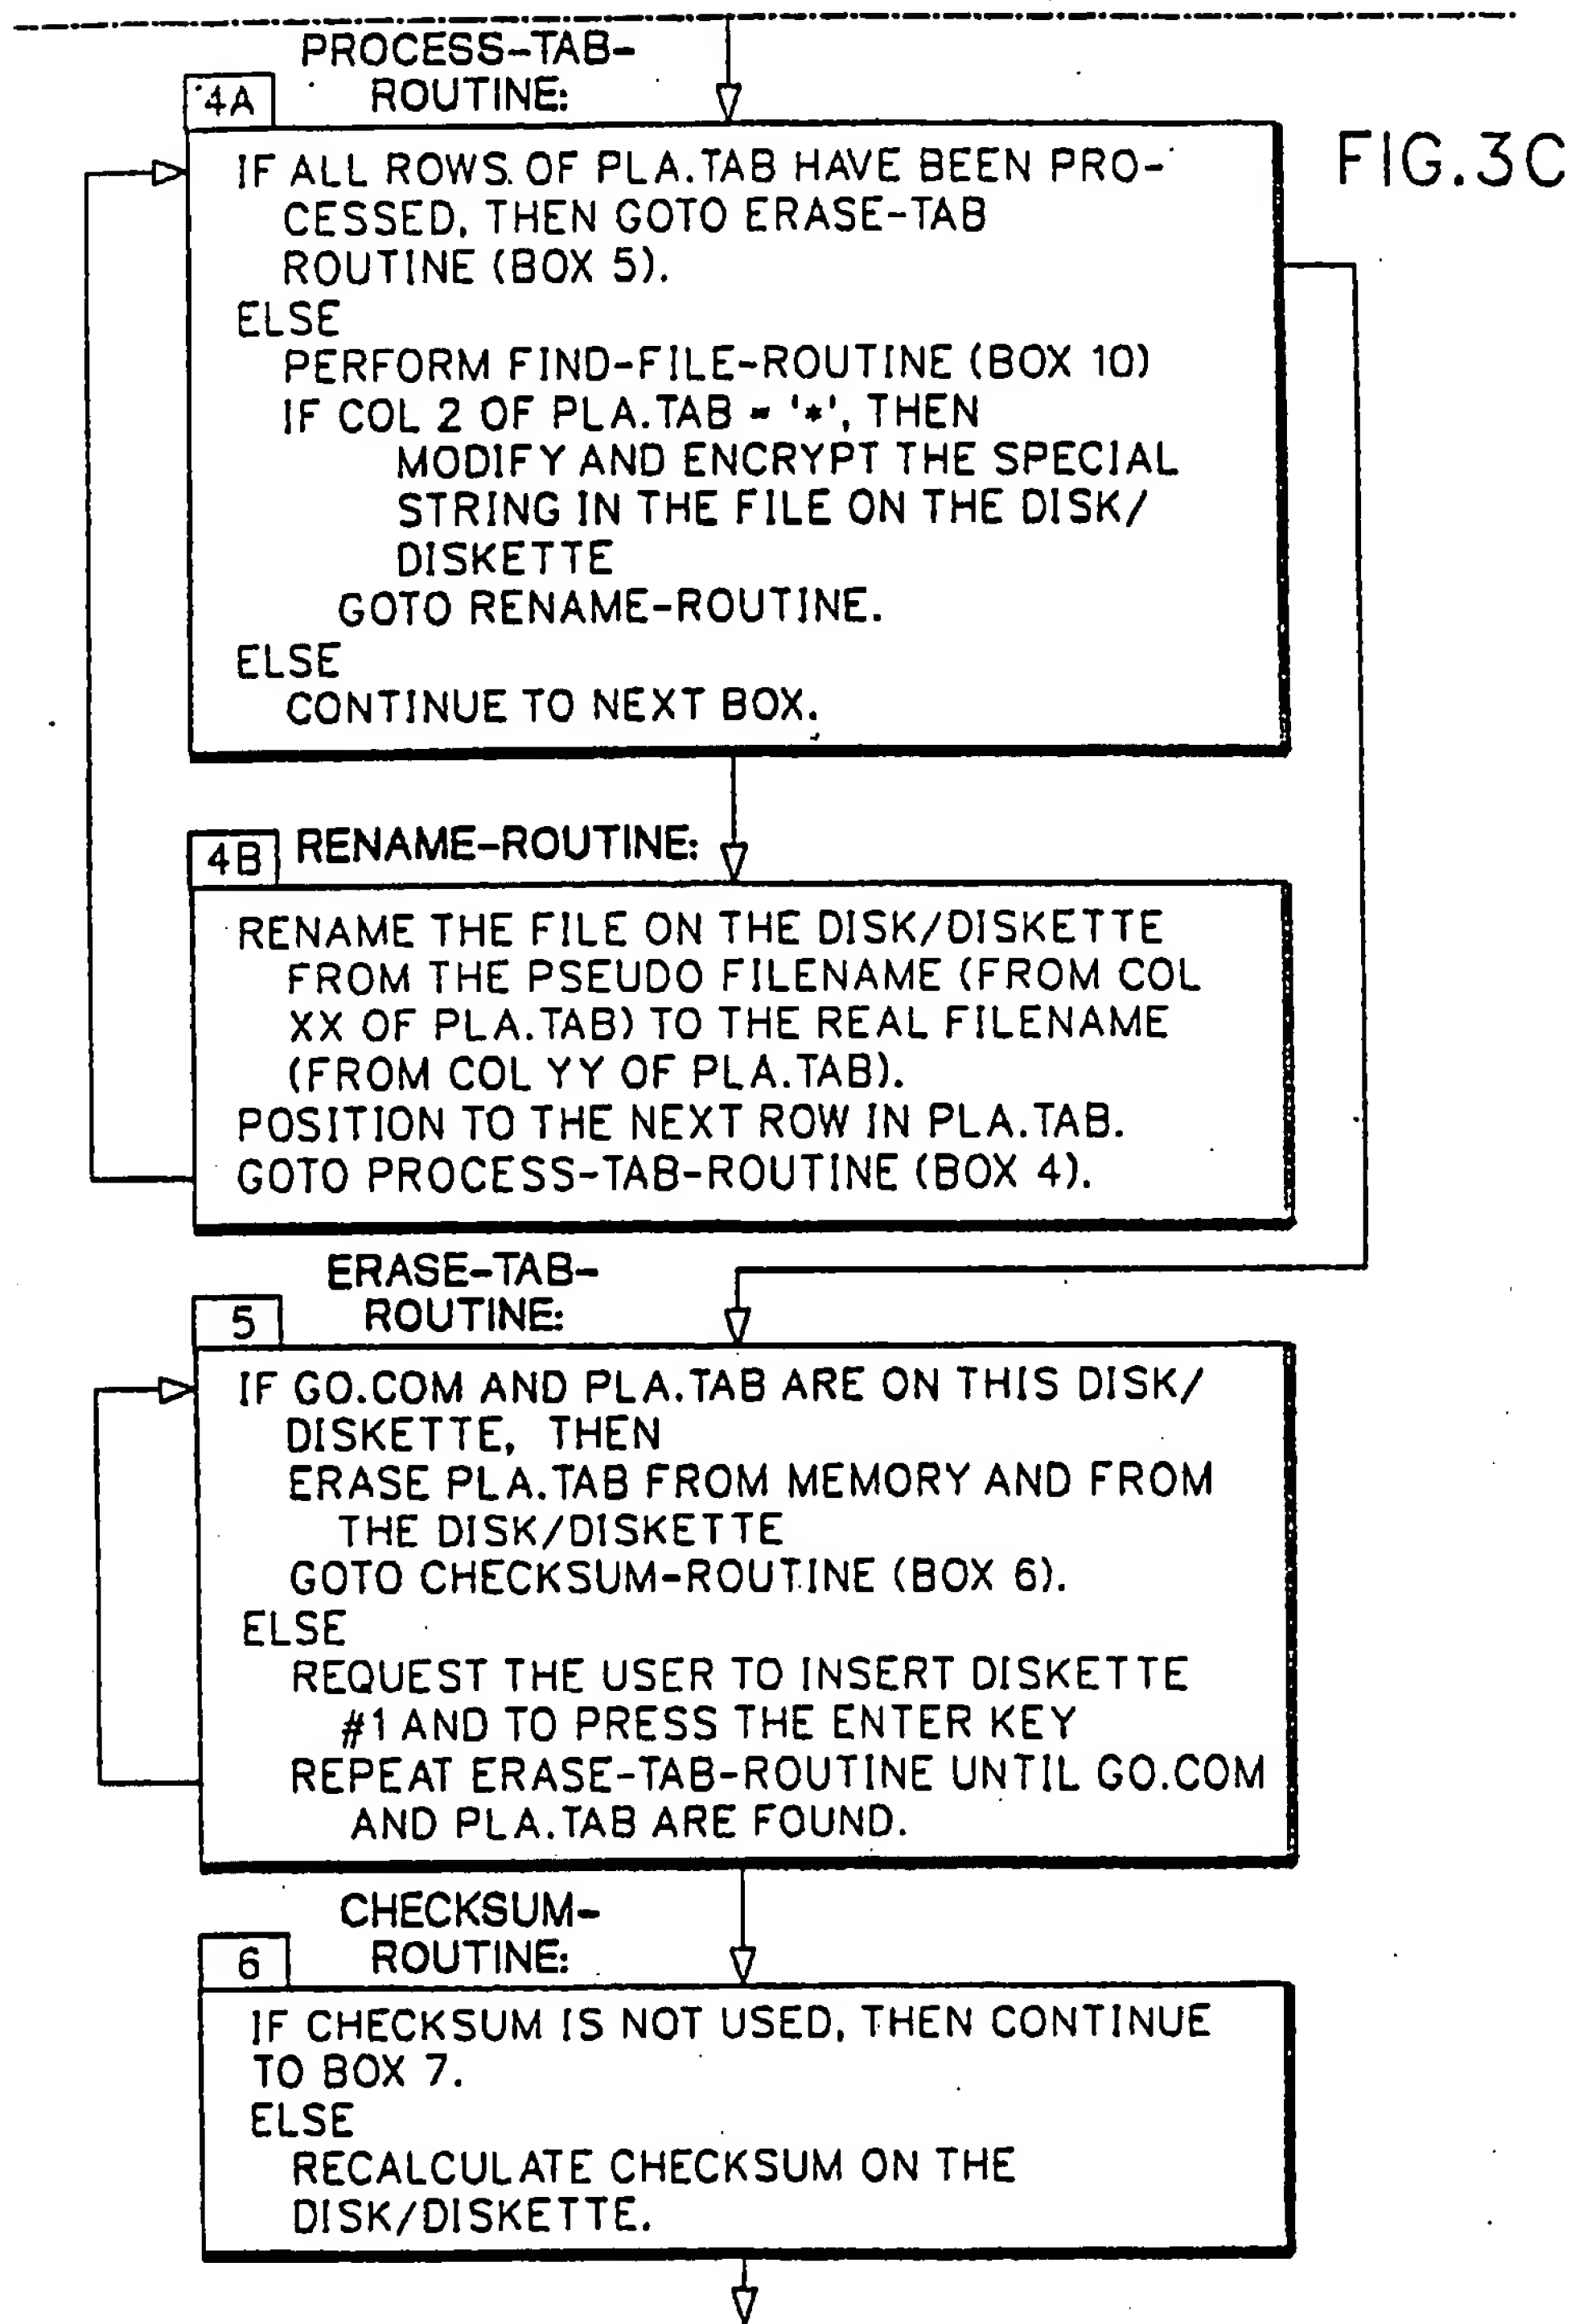 PROCESS-TAB-
ROUTINE:
4A
FIG.3C
IF ALL ROWS OF PLA.TAB HAVE BEEN PRO-
CESSED, THEN GOTO ERASE-TAB
ROUTINE (BOX 5).
ELSE
PERFORM FIND-FILE-ROUTINE (BOX 10)
IF COL 2 OF PLA.TAB = '*', THEN
MODIFY AND ENCRYPT THE SPECIAL
STRING IN THE FILE ON THE DISK/
DISKETTE
GOTO RENAME-ROUTINE.
ELSE
CONTINUE TO NEXT BOX.
4B RENAME-ROUTINE:
RENAME THE FILE ON THE DISK/DISKETTE
FROM THE PSEUDO FILENAME (FROM COL
XX OF PLA.TAB) TO THE REAL FILENAME
(FROM COL YY OF PLA.TAB).
POSITION TO THE NEXT ROW IN PLA.TAB.
GOTO PROCESS-TAB-ROUTINE (BOX 4).
ERASE-TAB-
ROUTINE:
5
IF GO.COM AND PLA.TAB ARE ON THIS DISK/
DISKETTE, THEN
ERASE PLA.TAB FROM MEMORY AND FROM
THE DISK/DISKETTE
GOTO CHECKSUM-ROUTINE (BOX 6).
ELSE
REQUEST THE USER TO INSERT DISKETTE
#1 AND TO PRESS THE ENTER KEY
REPEAT ERASE-TAB-ROUTINE UNTIL GO.COM
AND PLA.TAB ARE FOUND.
CHECKSUM-
ROUTINE:
6
IF CHECKSUM IS NOT USED, THEN CONTINUE
TO BOX 7.
ELSE
RECALCULATE CHECKSUM ON THE
DISK/DISKETTE.